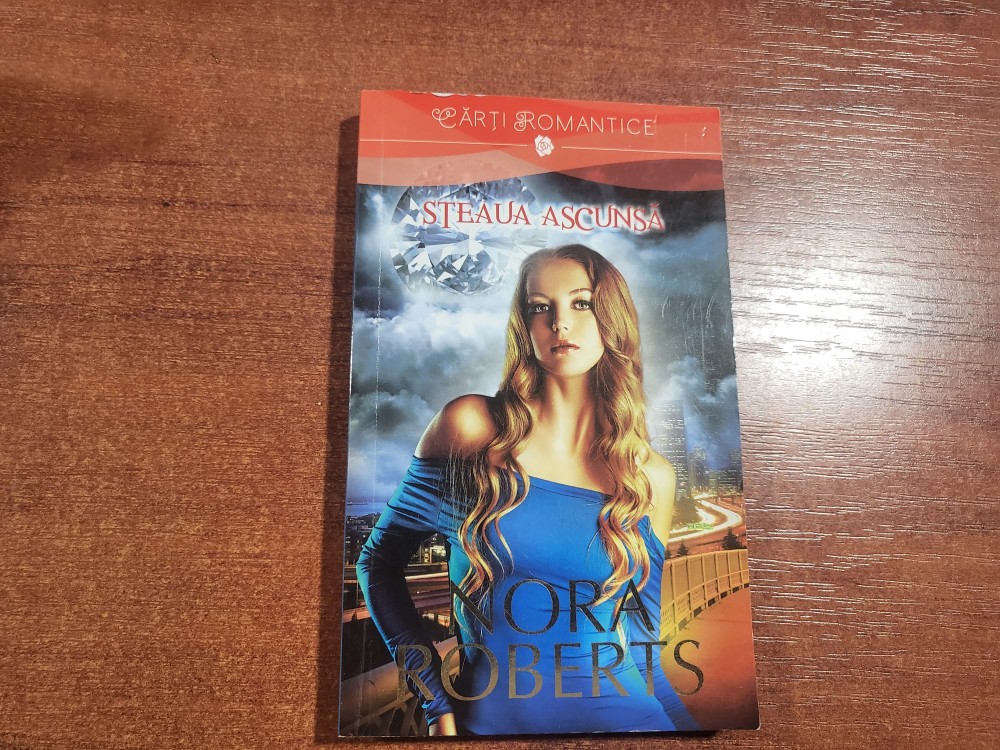 CĂRȚI ROMANTICE
STEAUA ASCUNSĂ
NORA
ROBERTS